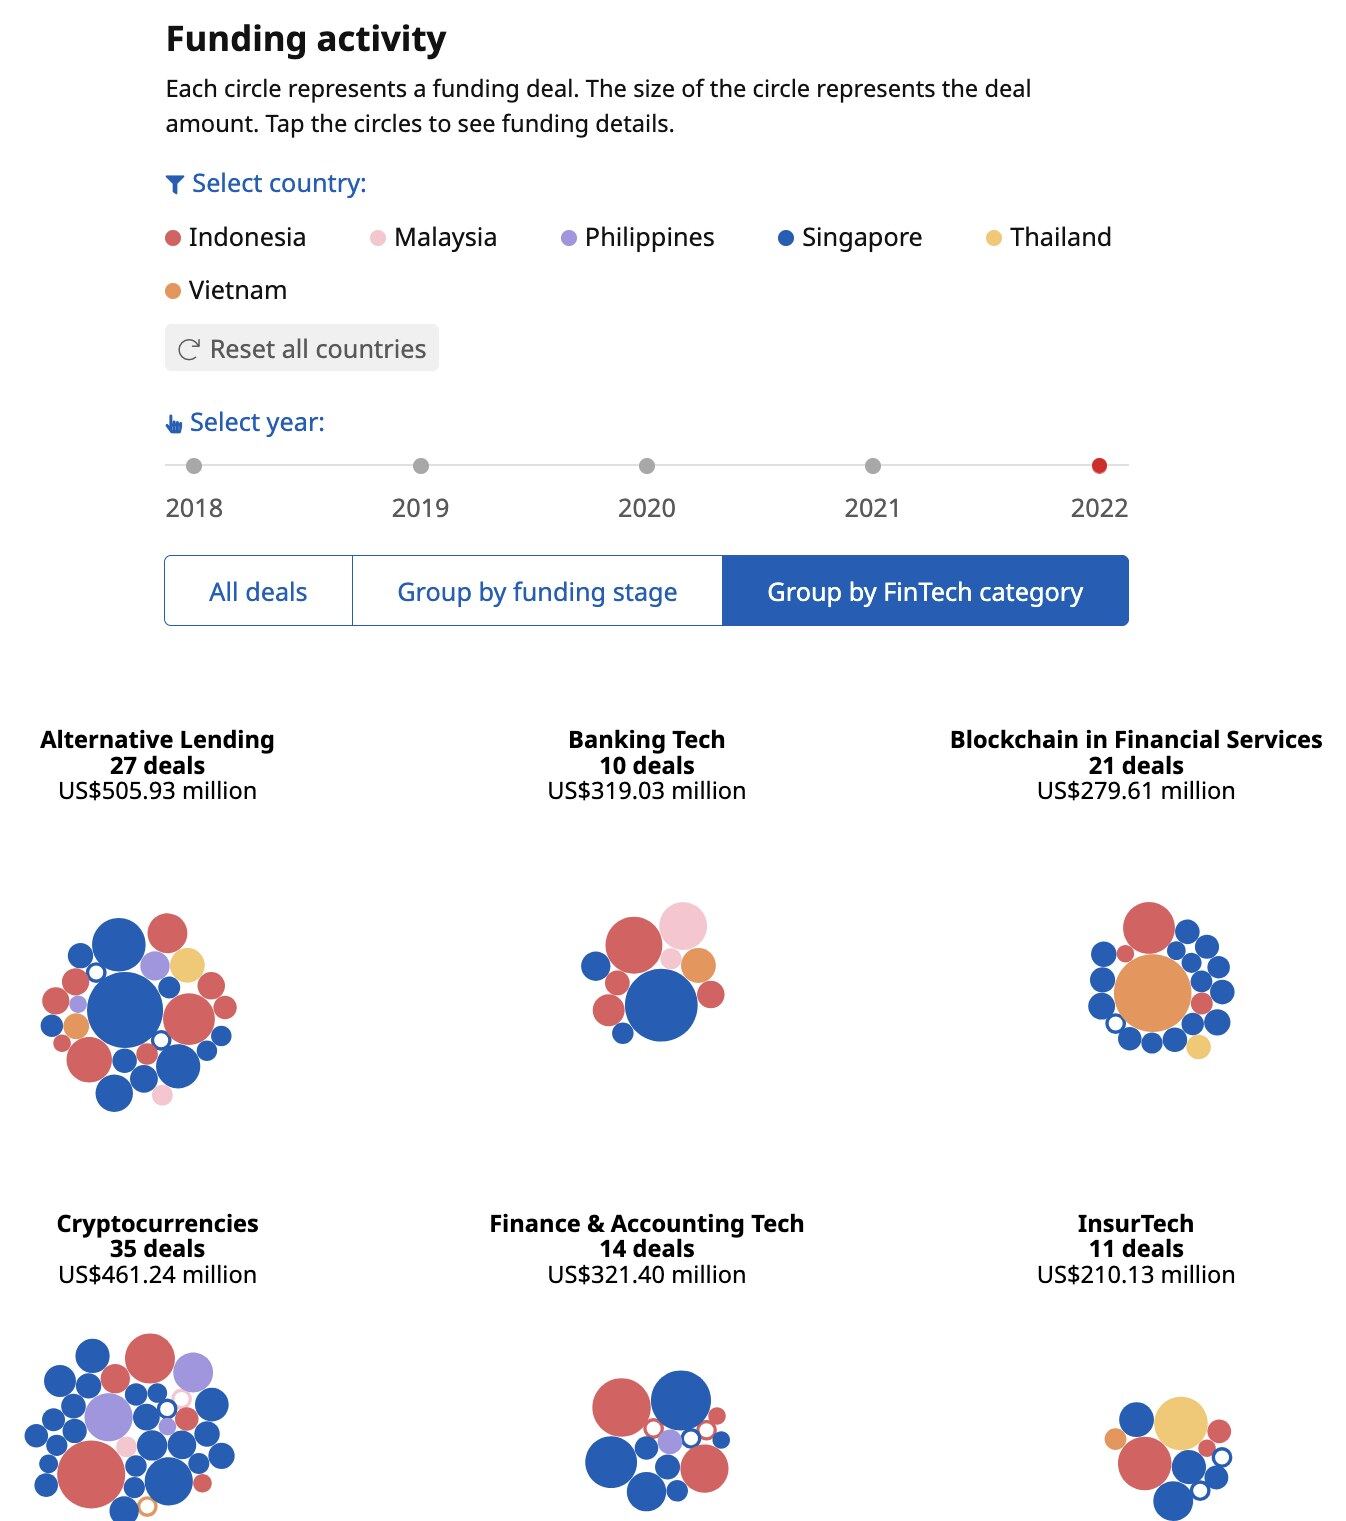 Funding activity
Each circle represents a funding deal. The size of the circle represents the deal
amount. Tap the circles to see funding details.
Select country:
Indonesia
Malaysia
Philippines
Singapore
Thailand
Vietnam
Reset all countries
Select year:
2018
2019
2020
2021
2022
All deals
Group by funding stage
Group by FinTech category
Alternative Lending
27 deals
US$505.93 million
Banking Tech
10 deals
US$319.03 million
Blockchain in Financial Services
21 deals
US$279.61 million
Cryptocurrencies
35 deals
US$461.24 million
Finance & Accounting Tech
14 deals
US$321.40 million
InsurTech
11 deals
US$210.13 million